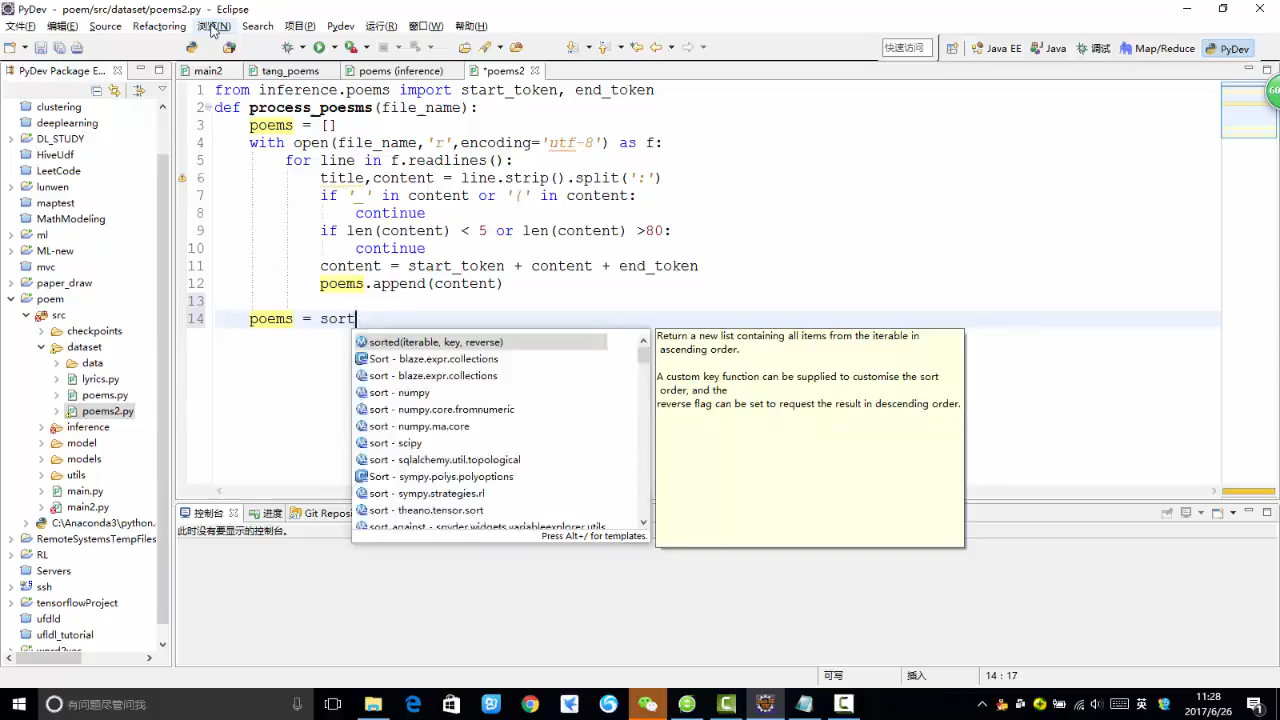 PyDev - poem/src/dataset/poems2.py - Eclipse
文件(F) 编辑(E) Source Refactoring 浏览(N) Search 项目(P) Pydev 运行(R) 窗口(W) 帮助(H)
快速访问 Java EE Java 调试 Map/Reduce PyDev
PyDev Package E... main2 tang_poems poems (inference) *poems2
clustering
deeplearning
DL_STUDY
HiveUdf
LeetCode
lunwen
maptest
MathModeling
ml
ML-new
mvc
paper_draw
poem
src
checkpoints
dataset
data
lyrics.py
poems.py
poems2.py
inference
model
models
utils
main.py
main2.py
C:\Anaconda3\python.
RemoteSystemsTempFiles
RL
Servers
ssh
tensorflowProject
ufdld
ufldl_tutorial
1 from inference.poems import start_token, end_token
2 def process_poesms(file_name):
3 poems = []
4 with open(file_name,'r',encoding='utf-8') as f:
5 for line in f.readlines():
6 title,content = line.strip().split(':')
7 if '_' in content or '{' in content:
8 continue
9 if len(content) < 5 or len(content) >80:
10 continue
11 content = start_token + content + end_token
12 poems.append(content)
13
14 poems = sort
60
sorted(iterable, key, reverse)
Sort - blaze.expr.collections
sort - blaze.expr.collections
sort - numpy
sort - numpy.core.fromnumeric
sort - numpy.ma.core
sort - scipy
sort - sqlalchemy.util.topological
Sort - sympy.polys.polyoptions
sort - sympy.strategies.rl
sort - theano.tensor.sort
sort_against - spyder.widgets.variableexplorer.utils
Press Alt+/ for templates.
Return a new list containing all items from the iterable in
ascending order.
A custom key function can be supplied to customise the sort
order, and the
reverse flag can be set to request the result in descending order.
控制台 进度 Git Reposi
此时没有要显示的控制台。
可写 插入 14 : 17
有问题尽管问我
英
11:28
2017/6/26